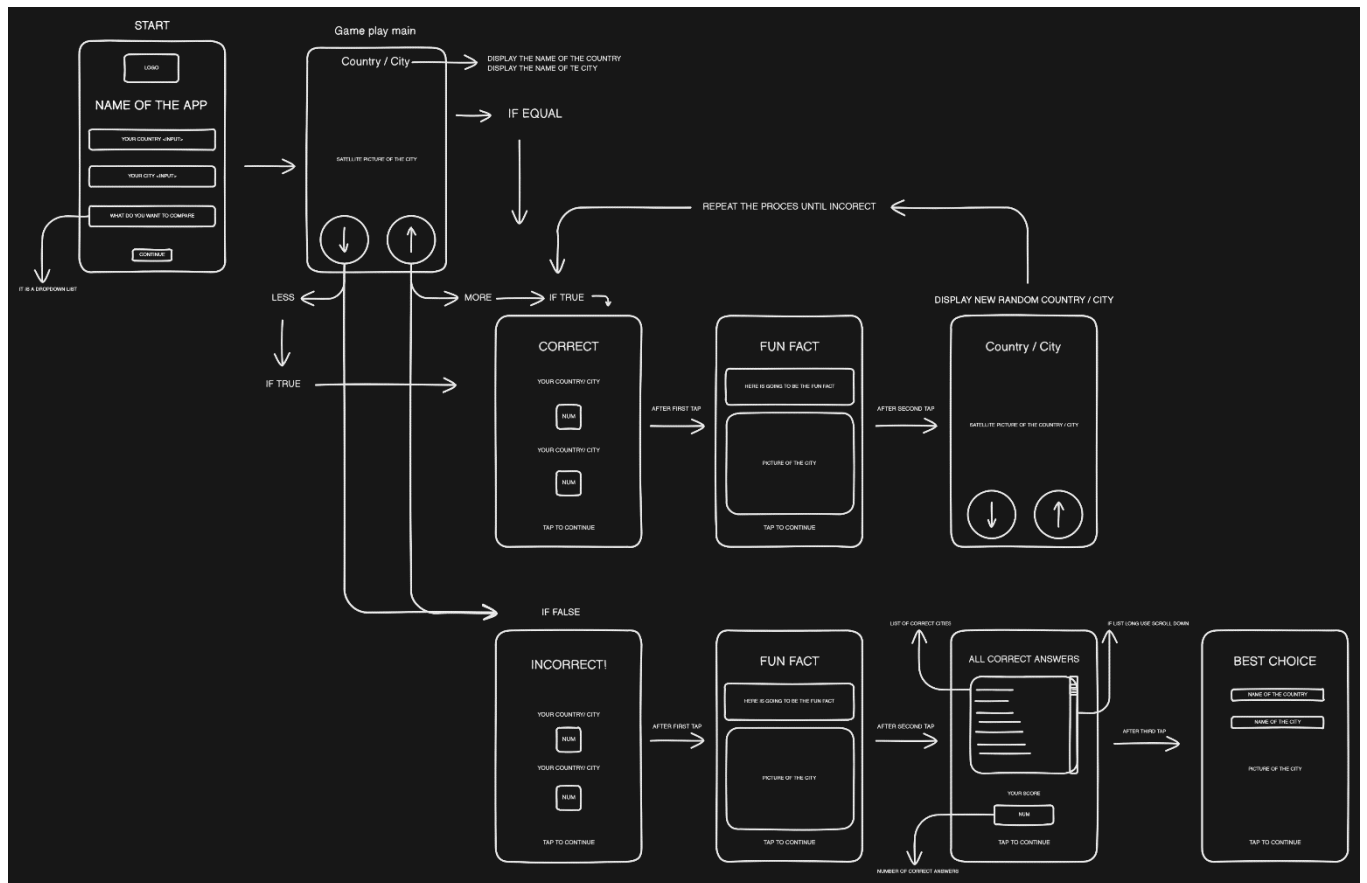 START
LOGO
NAME OF THE APP
YOUR COUNTRY <INPUT>
YOUR CITY <INPUT>
WHAT DO YOU WANT TO COMPARE
CONTINUE
IT IS A DROPDOWN LIST
Game play main
Country / City
DISPLAY THE NAME OF THE COUNTRY
DISPLAY THE NAME OF TE CITY
IF EQUAL
SATELLITE PICTURE OF THE CITY
LESS
MORE
IF TRUE
IF TRUE
REPEAT THE PROCES UNTIL INCORECT
CORRECT
YOUR COUNTRY/ CITY
NUM
YOUR COUNTRY/ CITY
NUM
TAP TO CONTINUE
AFTER FIRST TAP
FUN FACT
HERE IS GOING TO BE THE FUN FACT
PICTURE OF THE CITY
TAP TO CONTINUE
AFTER SECOND TAP
DISPLAY NEW RANDOM COUNTRY / CITY
Country / City
SATELLITE PICTURE OF THE COUNTRY / CITY
IF FALSE
INCORRECT!
YOUR COUNTRY/ CITY
NUM
YOUR COUNTRY/ CITY
NUM
TAP TO CONTINUE
AFTER FIRST TAP
FUN FACT
HERE IS GOING TO BE THE FUN FACT
PICTURE OF THE CITY
TAP TO CONTINUE
AFTER SECOND TAP
LIST OF CORRECT CITIES
IF LIST LONG USE SCROLL DOWN
ALL CORRECT ANSWERS
YOUR SCORE
NUM
TAP TO CONTINUE
NUMBER OF CORRECT ANSWERS
AFTER THIRD TAP
BEST CHOICE
NAME OF THE COUNTRY
NAME OF THE CITY
PICTURE OF THE CITY
TAP TO CONTINUE